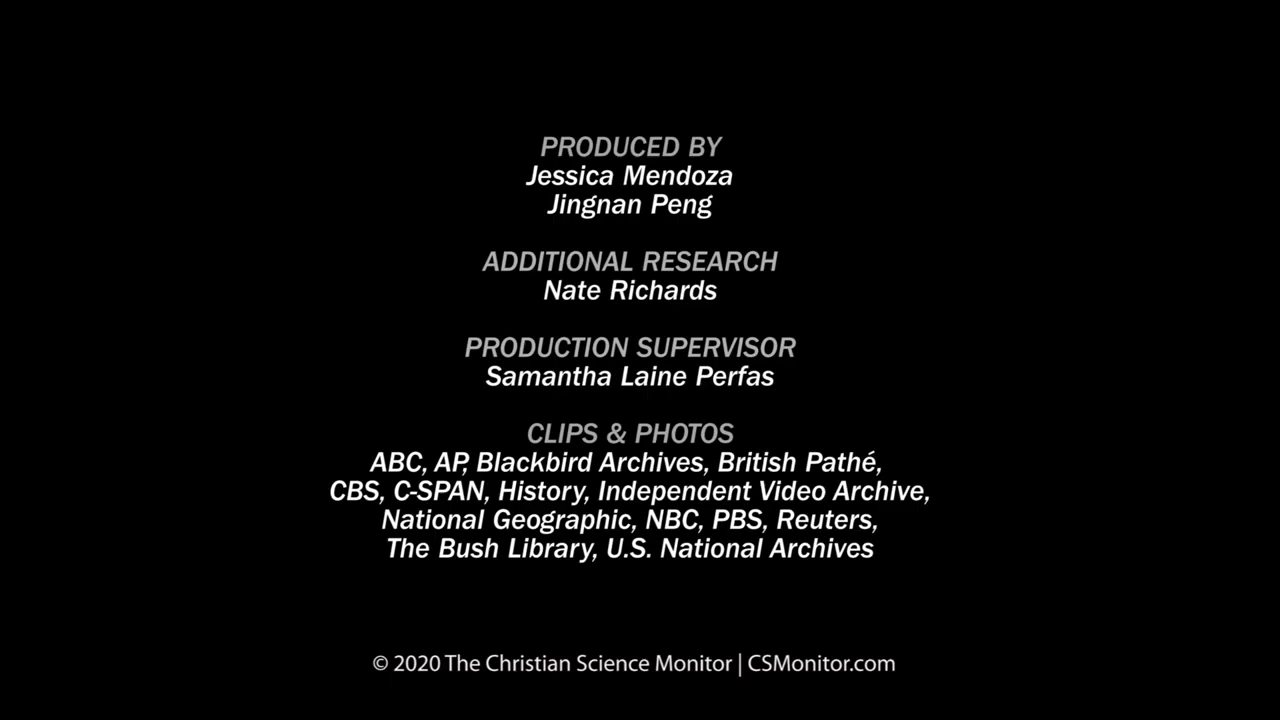 PRODUCED BY
Jessica Mendoza
Jingnan Peng
ADDITIONAL RESEARCH
Nate Richards
PRODUCTION SUPERVISOR
Samantha Laine Perfas
CLIPS & PHOTOS
ABC, AP, Blackbird Archives, British Pathé,
CBS, C-SPAN, History, Independent Video Archive,
National Geographic, NBC, PBS, Reuters,
The Bush Library, U.S. National Archives
© 2020 The Christian Science Monitor | CSMonitor.com